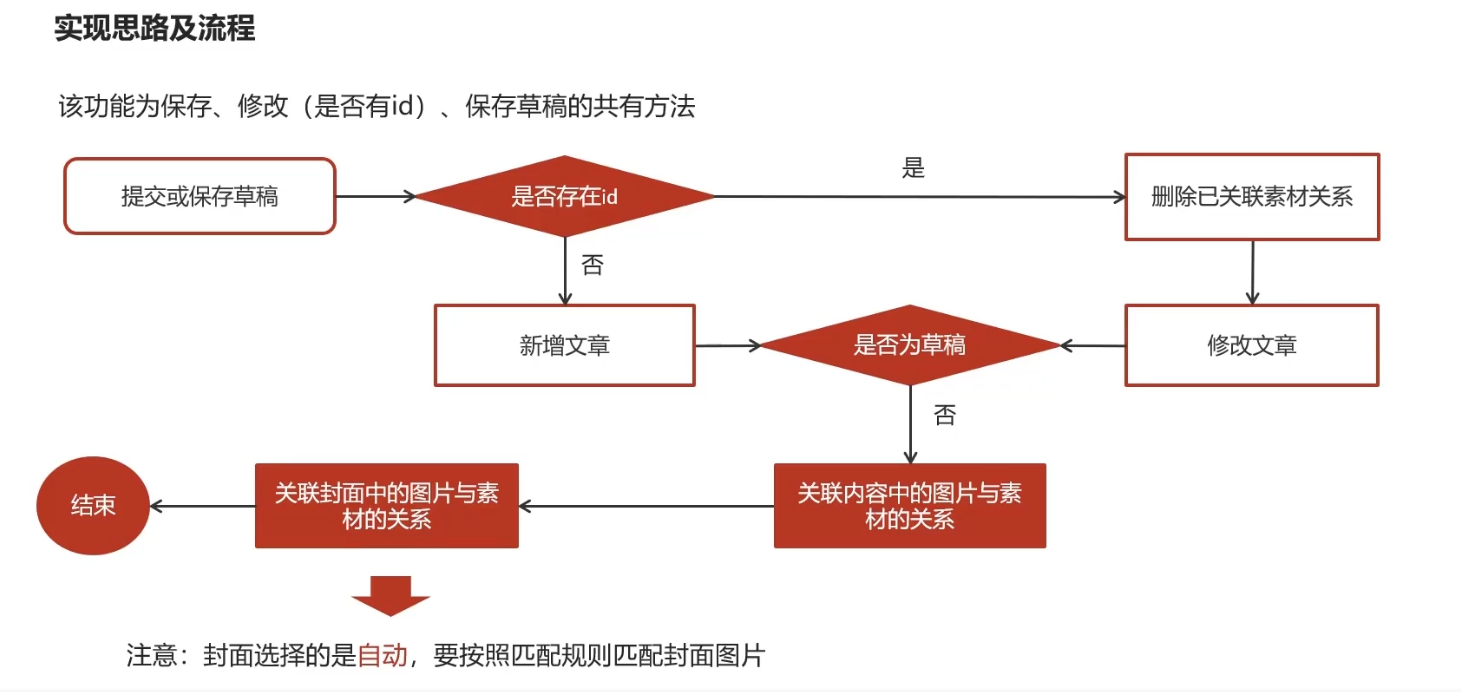 实现思路及流程
该功能为保存、修改（是否有id）、保存草稿的共有方法
提交或保存草稿
是否存在id
是
删除已关联素材关系
否
新增文章
是否为草稿
修改文章
否
结束
关联封面中的图片与素
材的关系
关联内容中的图片与素
材的关系
注意：封面选择的是自动，要按照匹配规则匹配封面图片